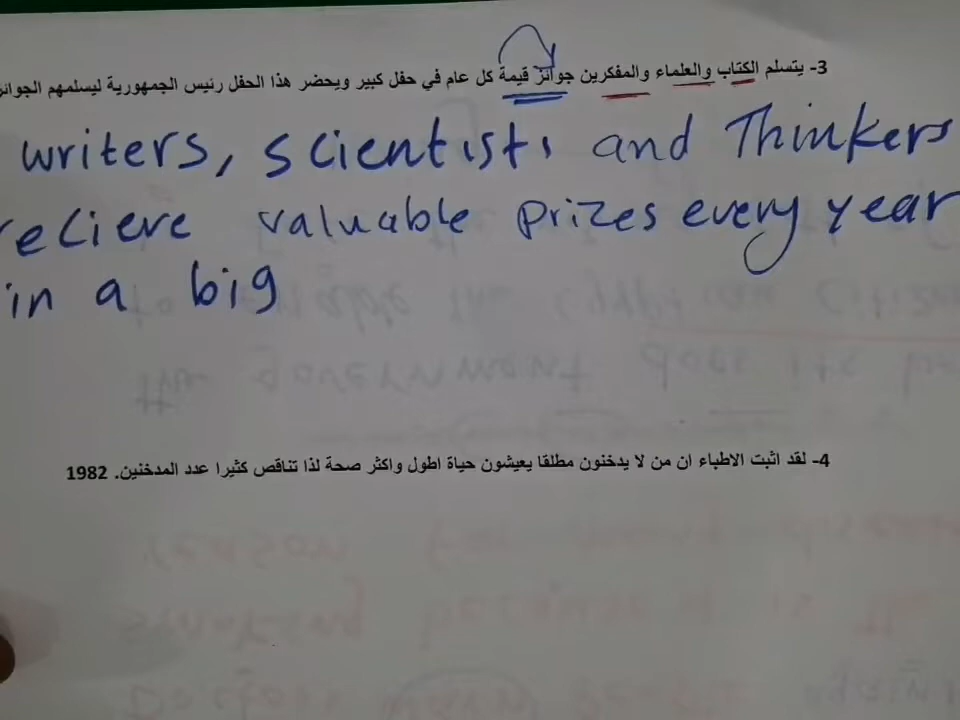 3- يتسلم الكتاب والعلماء والمفكرين جوائز قيمة كل عام في حفل كبير ويحضر هذا الحفل رئيس الجمهورية ليسلمهم الجوائز
writers, scientists and Thinkers
recieve valuable prizes every year
in a big
4- لقد اثبت الاطباء ان من لا يدخنون مطلقا يعيشون حياة اطول واكثر صحة لذا تناقص كثيرا عدد المدخنين. 1982